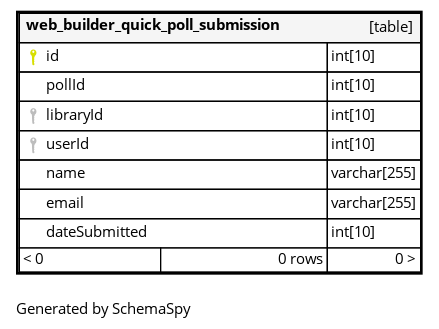 web_builder_quick_poll_submission [table]
id int[10]
pollId int[10]
libraryId int[10]
userId int[10]
name varchar[255]
email varchar[255]
dateSubmitted int[10]
< 0 0 rows 0 >
Generated by SchemaSpy